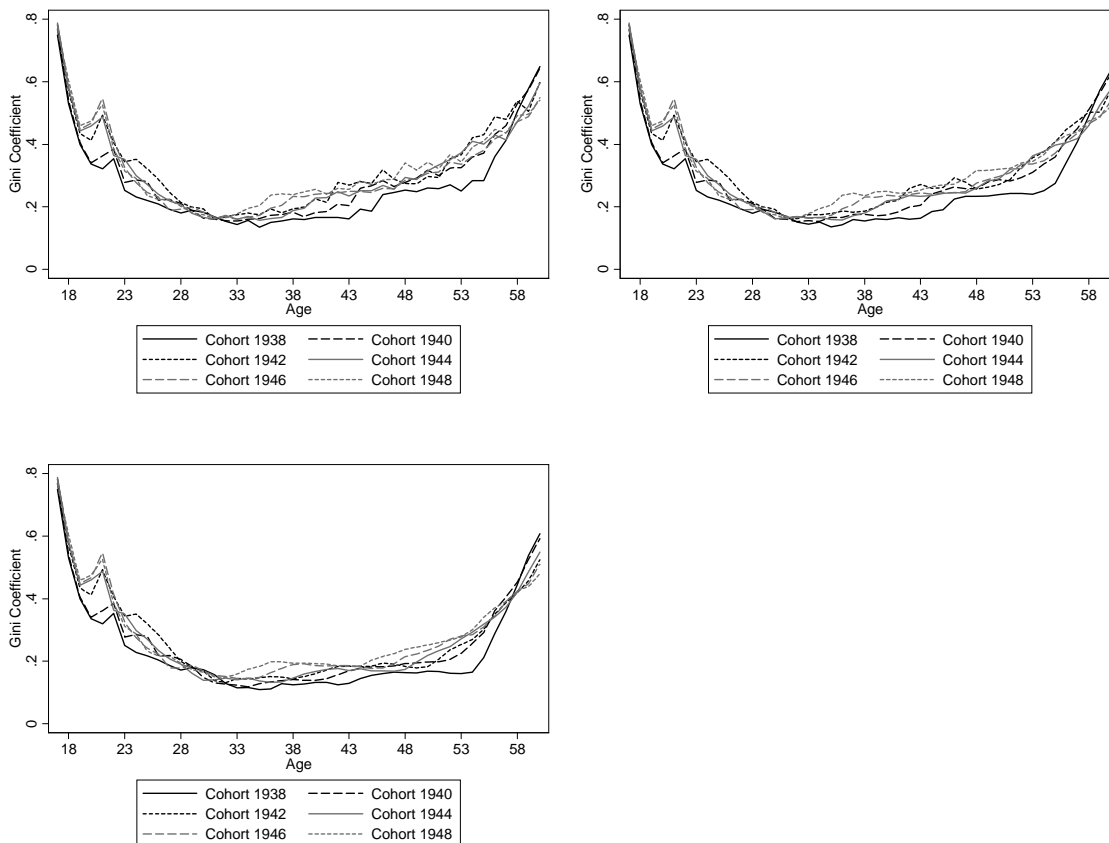 Gini Coefficient
0
.2
.4
.6
.8
18 23 28 33 38 43 48 53 58
Age
Cohort 1938 Cohort 1940
Cohort 1942 Cohort 1944
Cohort 1946 Cohort 1948
Gini Coefficient
0
.2
.4
.6
.8
18 23 28 33 38 43 48 53 58
Age
Cohort 1938 Cohort 1940
Cohort 1942 Cohort 1944
Cohort 1946 Cohort 1948
Gini Coefficient
0
.2
.4
.6
.8
18 23 28 33 38 43 48 53 58
Age
Cohort 1938 Cohort 1940
Cohort 1942 Cohort 1944
Cohort 1946 Cohort 1948